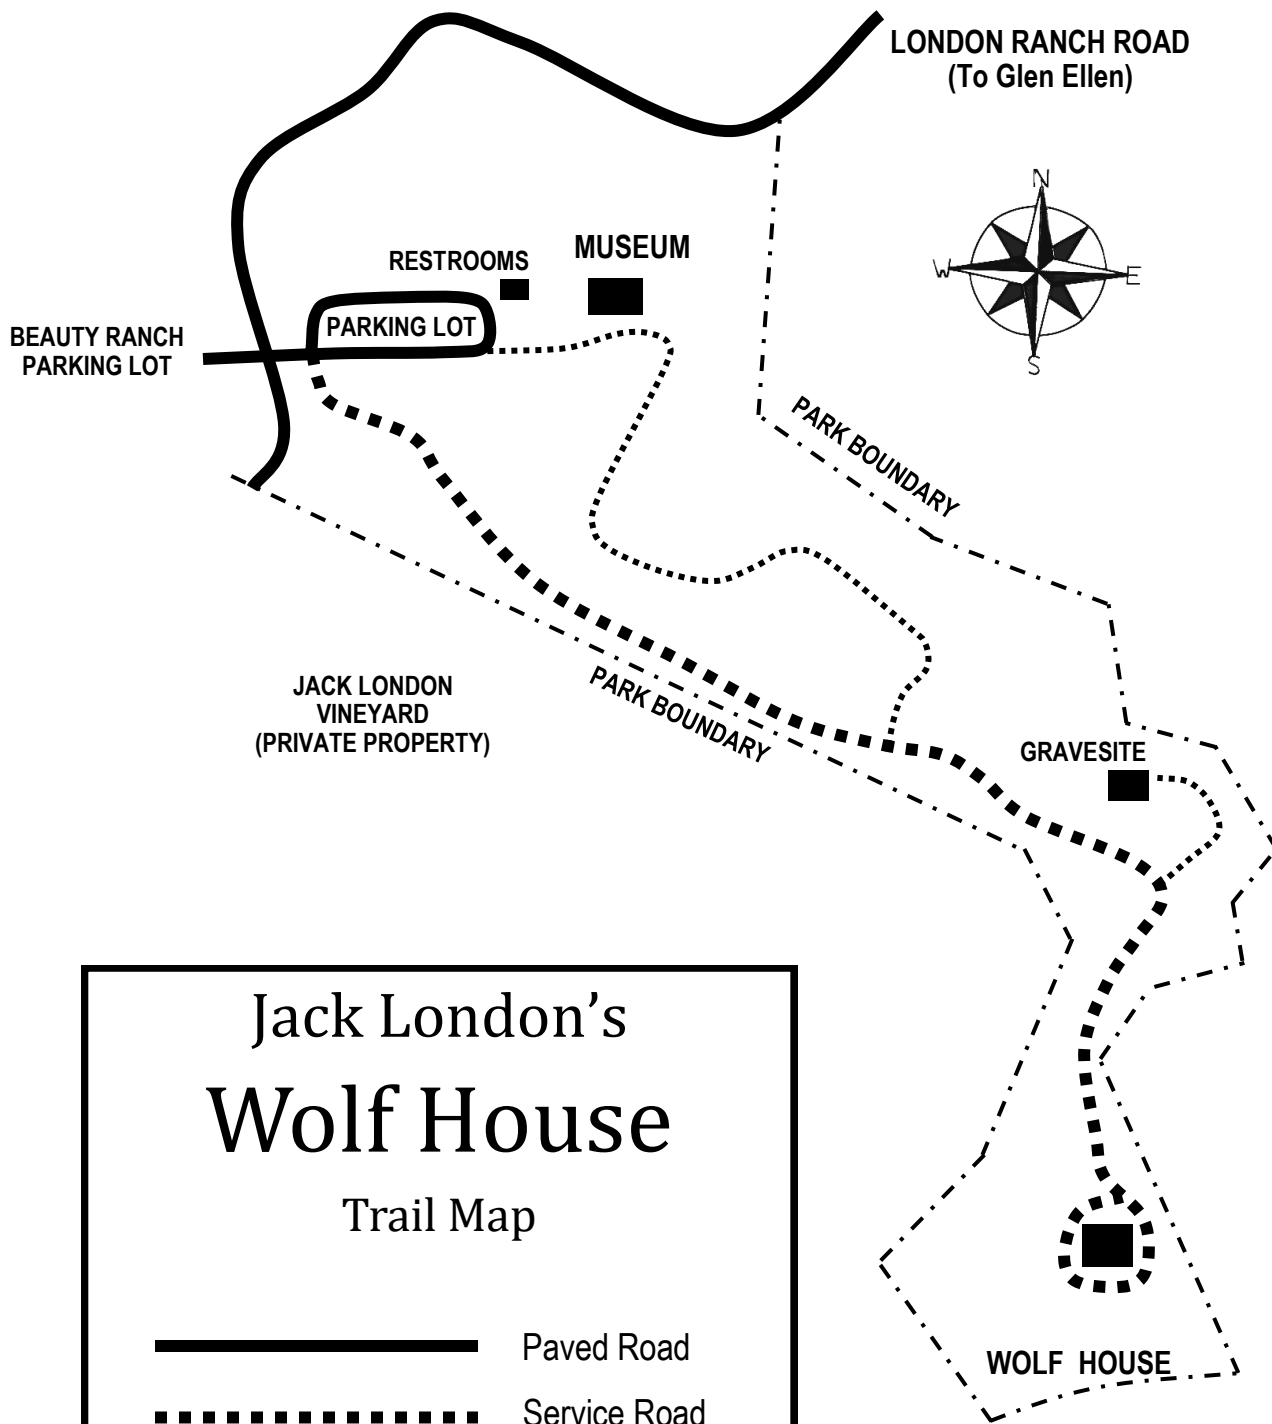 LONDON RANCH ROAD
(To Glen Ellen)
N
W
E
S
RESTROOMS
MUSEUM
PARKING LOT
BEAUTY RANCH
PARKING LOT
PARK BOUNDARY
PARK BOUNDARY
JACK LONDON
VINEYARD
(PRIVATE PROPERTY)
GRAVESITE
WOLF HOUSE
Jack London’s
Wolf House
Trail Map
Paved Road
Service Road